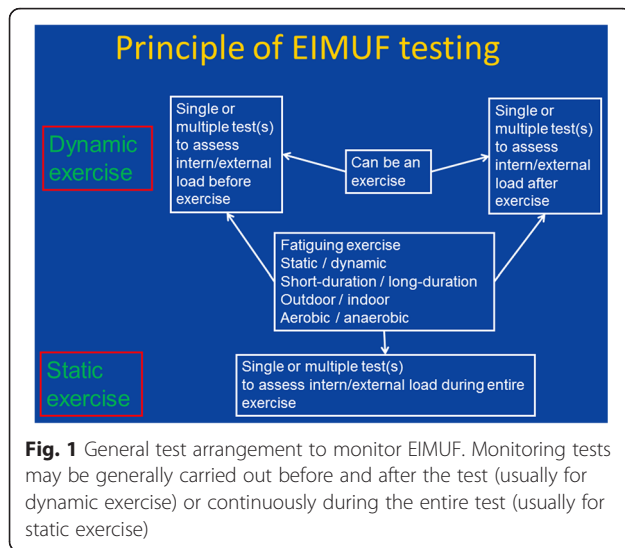 Principle of EIMUF testing
Dynamic
exercise
Single or
multiple test(s)
to assess
intern/external
load before
exercise
Can be an
exercise
Single or
multiple test(s)
to assess
intern/external
load after
exercise
Fatiguing exercise
Static / dynamic
Short-duration / long-duration
Outdoor / indoor
Aerobic / anaerobic
Static
exercise
Single or multiple test(s)
to assess intern/external load during entire
exercise
Fig. 1 General test arrangement to monitor EIMUF. Monitoring tests
may be generally carried out before and after the test (usually for
dynamic exercise) or continuously during the entire test (usually for
static exercise)